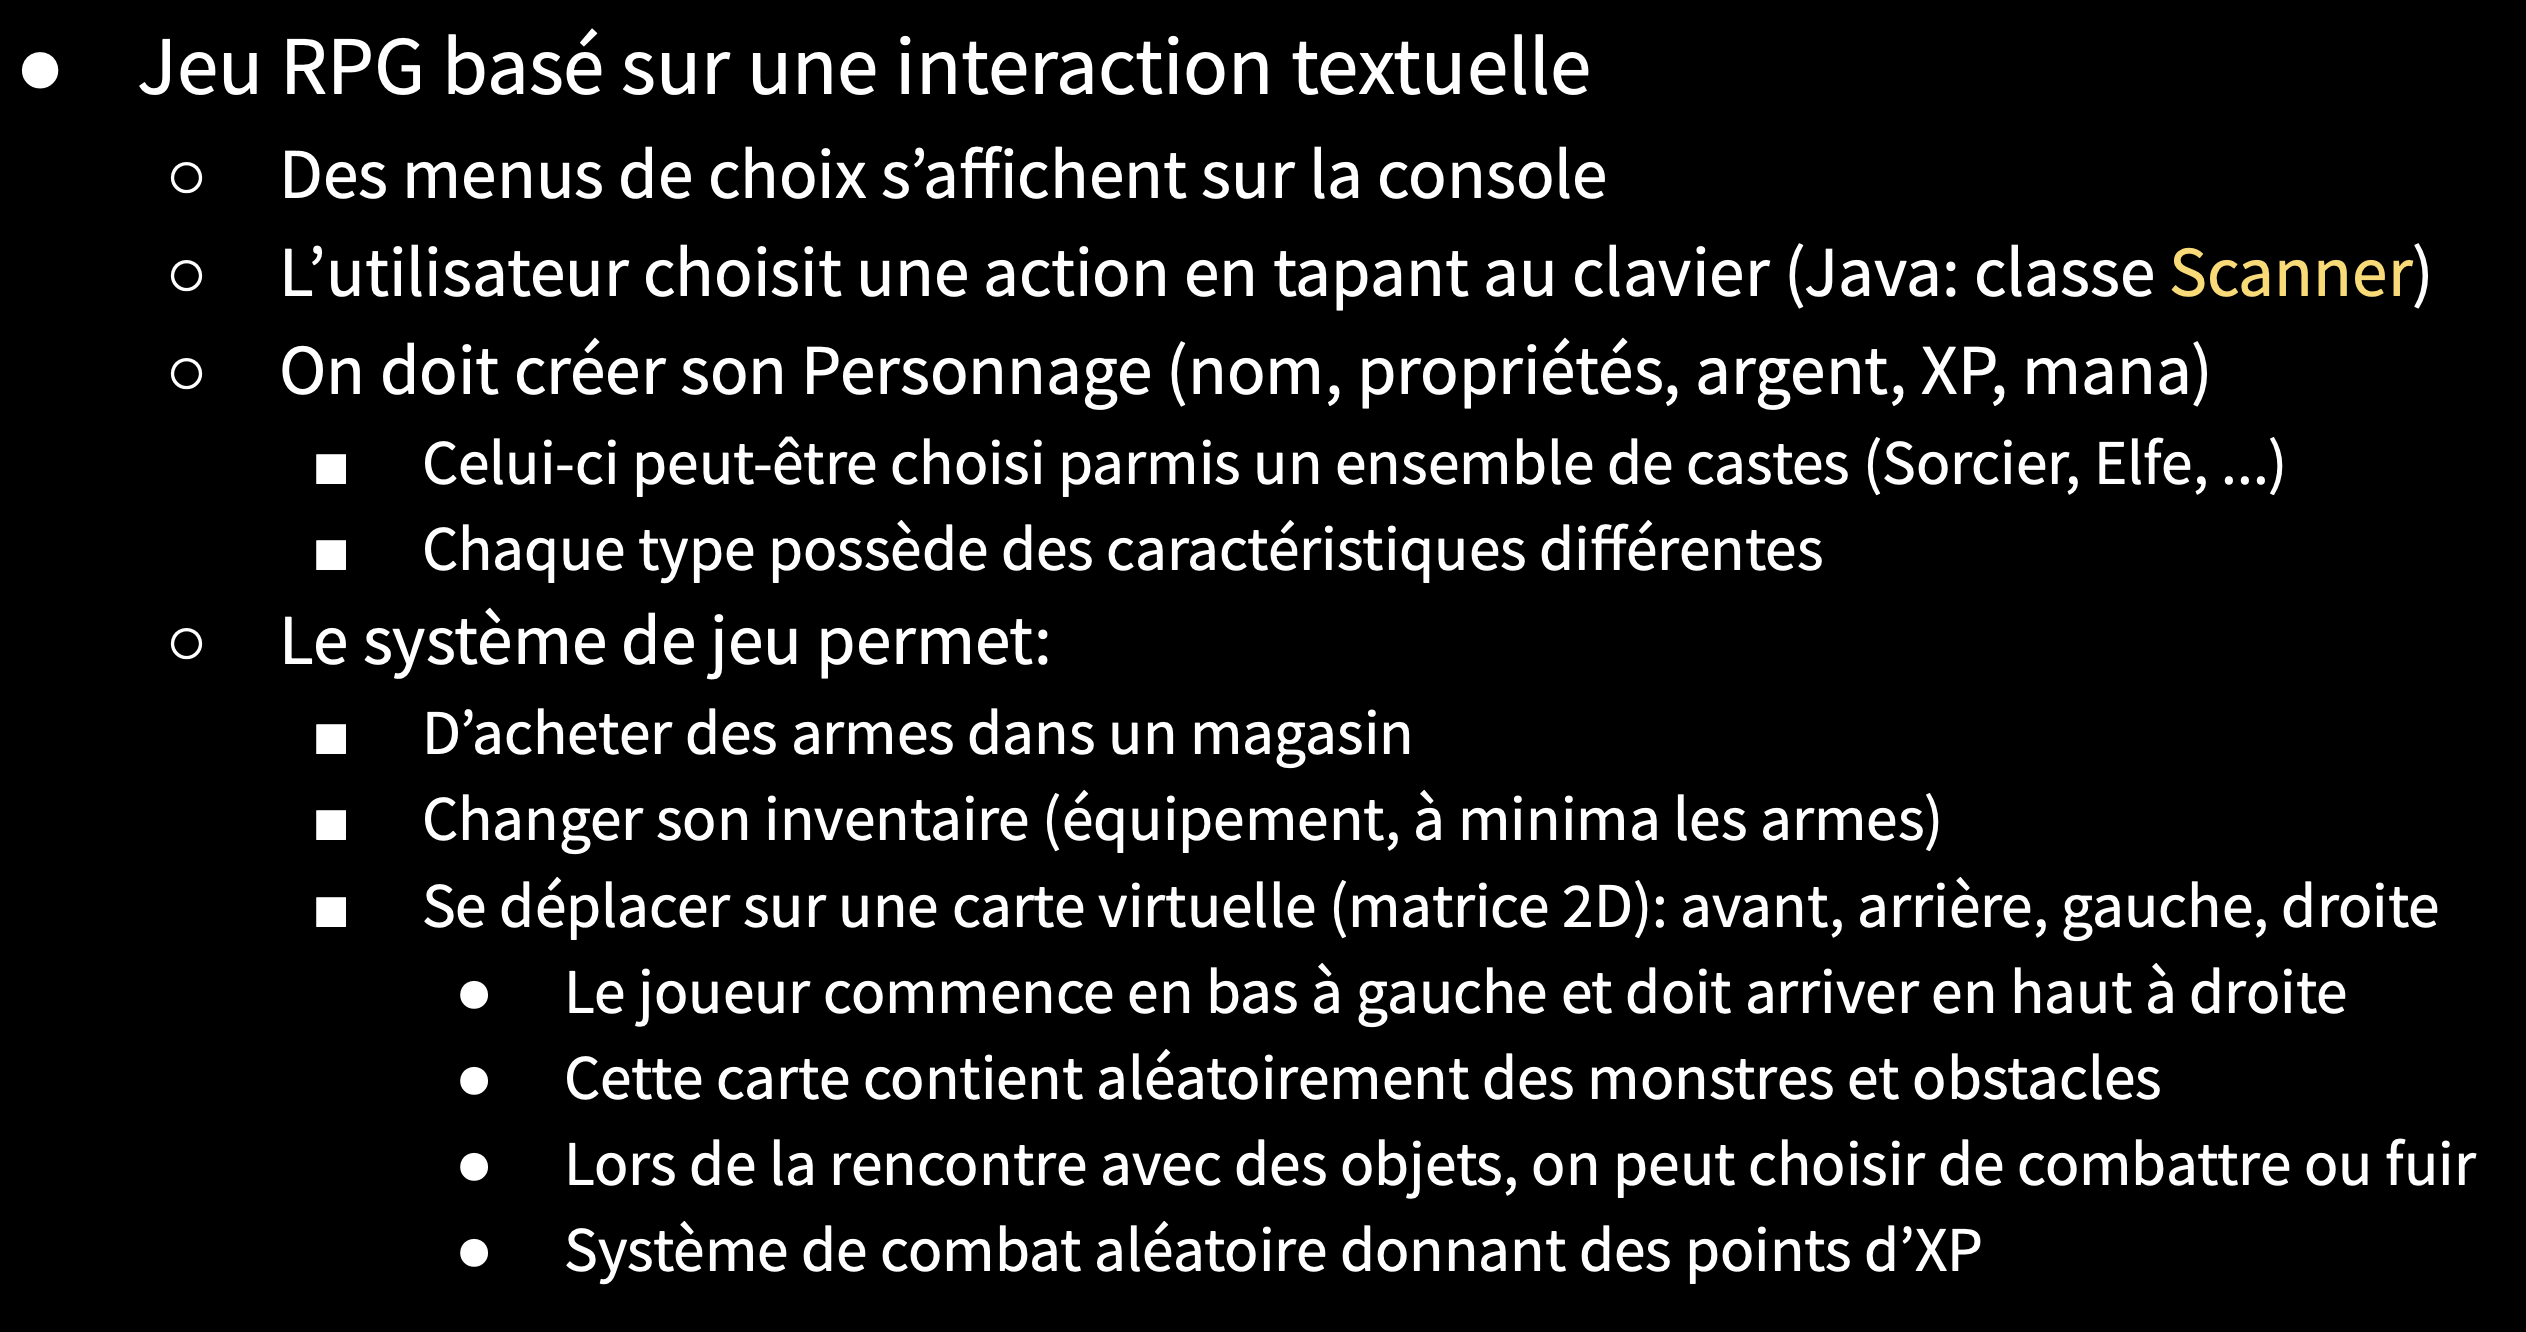 ● Jeu RPG basé sur une interaction textuelle
○ Des menus de choix s’affichent sur la console
○ L’utilisateur choisit une action en tapant au clavier (Java: classe Scanner)
○ On doit créer son Personnage (nom, propriétés, argent, XP, mana)
■ Celui-ci peut-être choisi parmis un ensemble de castes (Sorcier, Elfe, ...)
■ Chaque type possède des caractéristiques différentes
○ Le système de jeu permet:
■ D’acheter des armes dans un magasin
■ Changer son inventaire (équipement, à minima les armes)
■ Se déplacer sur une carte virtuelle (matrice 2D): avant, arrière, gauche, droite
● Le joueur commence en bas à gauche et doit arriver en haut à droite
● Cette carte contient aléatoirement des monstres et obstacles
● Lors de la rencontre avec des objets, on peut choisir de combattre ou fuir
● Système de combat aléatoire donnant des points d’XP